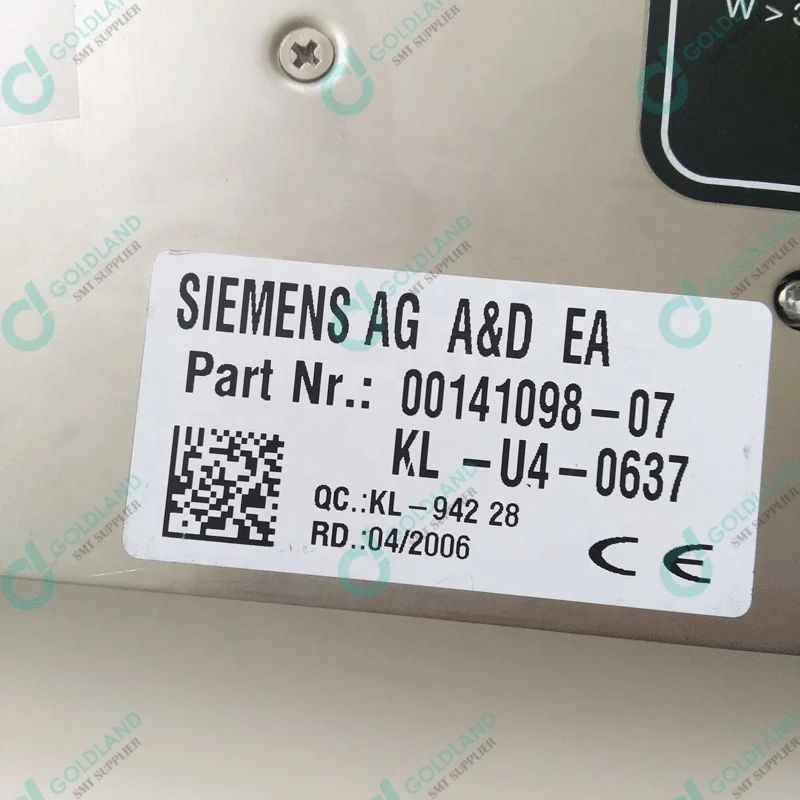 W > 3
SIEMENS AG A&D EA
Part Nr.: 00141098-07
KL -U4-0637
QC.:KL-942 28
RD.:04/2006
CE
GOLDLAND
SMT SUPPLIER